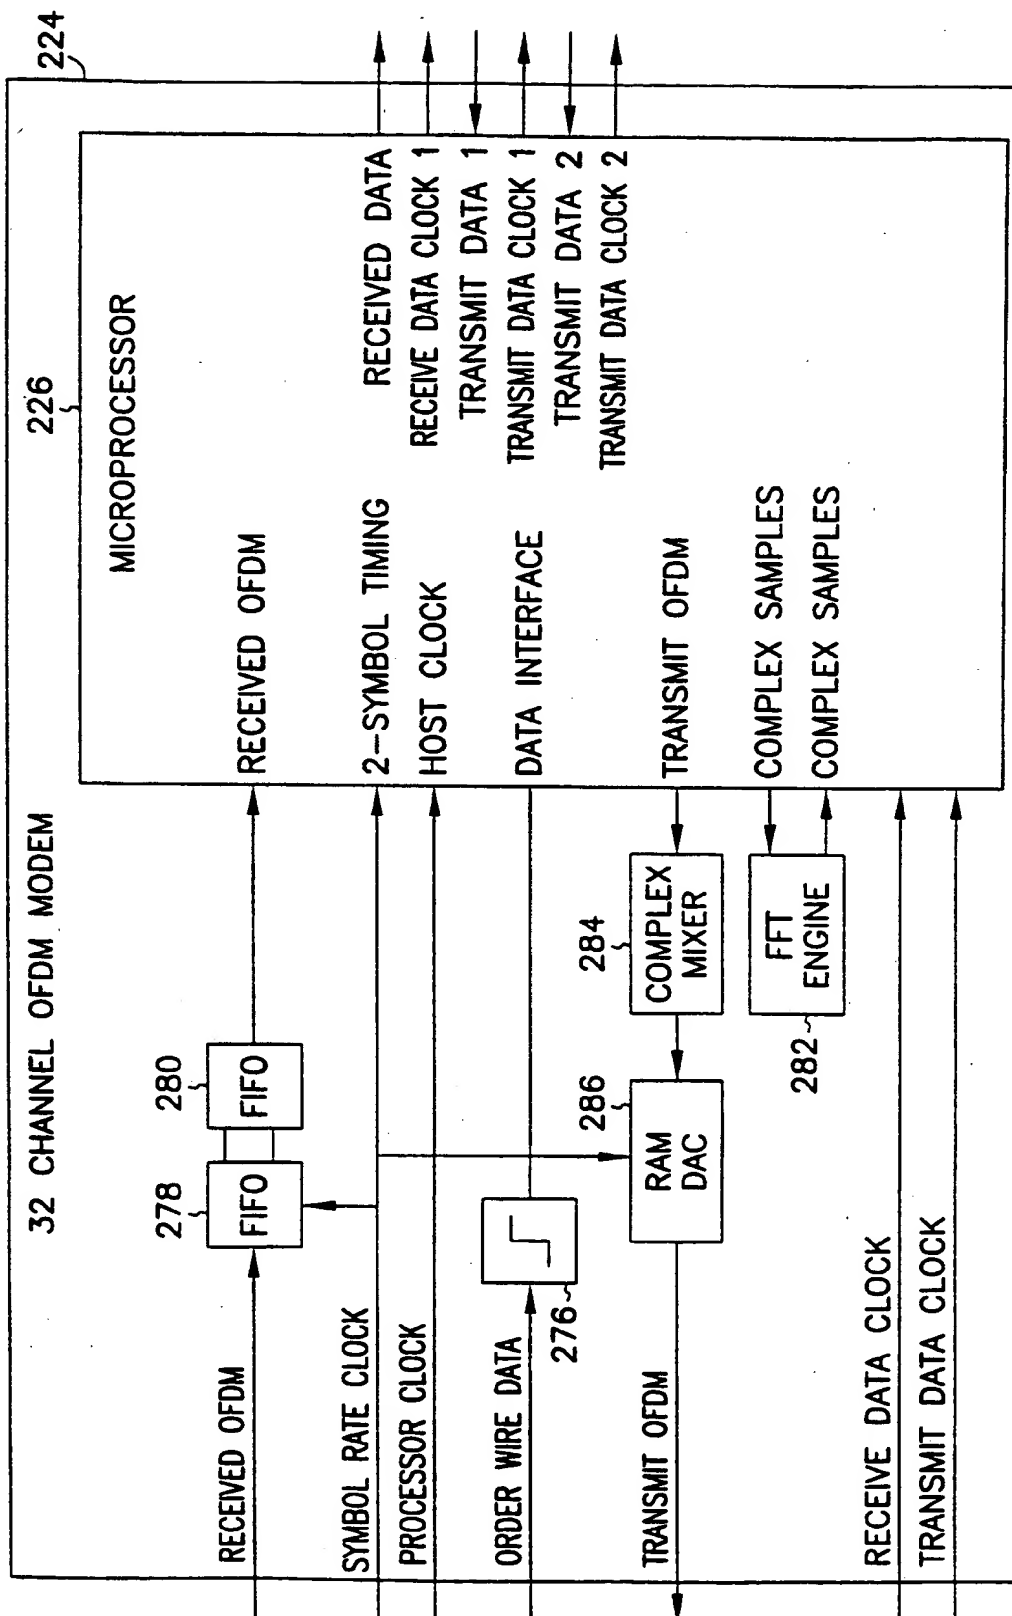 224
32 CHANNEL OFDM MODEM
226
MICROPROCESSOR
RECEIVED OFDM
278
FIFO
280
FIFO
RECEIVED OFDM
SYMBOL RATE CLOCK
2-SYMBOL TIMING
RECEIVED DATA
PROCESSOR CLOCK
HOST CLOCK
RECEIVE DATA CLOCK 1
TRANSMIT DATA 1
ORDER WIRE DATA
276
DATA INTERFACE
TRANSMIT DATA CLOCK 1
TRANSMIT DATA 2
TRANSMIT DATA CLOCK 2
TRANSMIT OFDM
286
RAM
DAC
284
COMPLEX
MIXER
TRANSMIT OFDM
282
FFT
ENGINE
COMPLEX SAMPLES
COMPLEX SAMPLES
RECEIVE DATA CLOCK
TRANSMIT DATA CLOCK